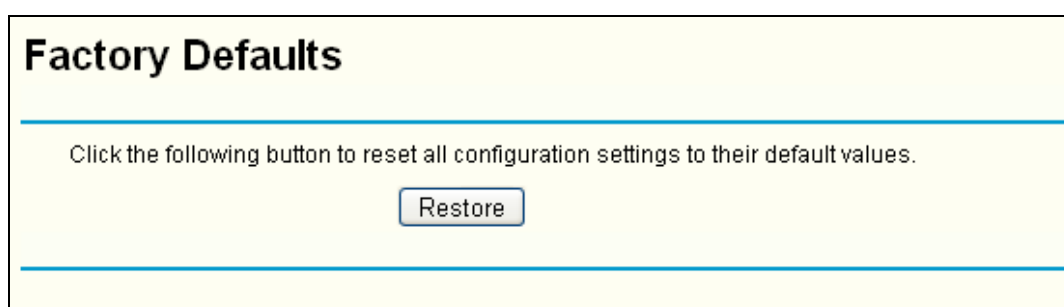 Factory Defaults
Click the following button to reset all configuration settings to their default values.
Restore